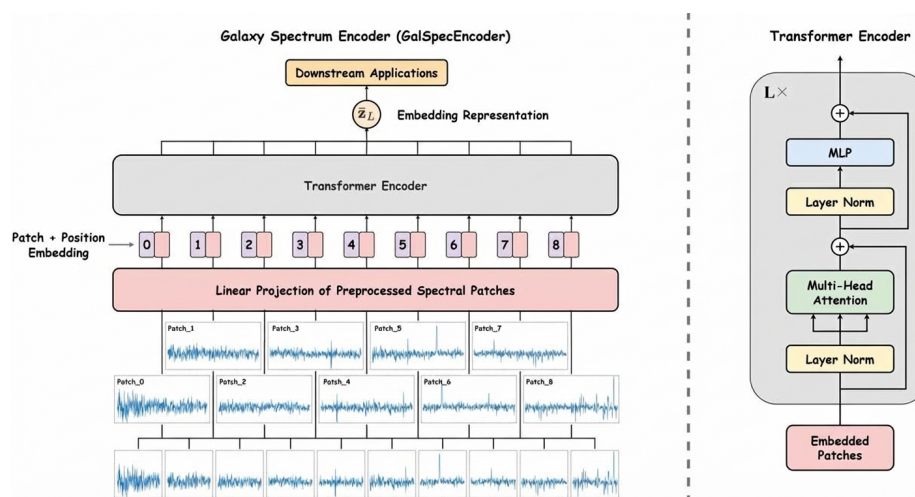 Galaxy Spectrum Encoder (GalSpecEncoder)
Downstream Applications
z̄_L
Embedding Representation
Transformer Encoder
Patch + Position
Embedding
0 1 2 3 4 5 6 7 8
Linear Projection of Preprocessed Spectral Patches
Patch_1 Patch_3 Patch_5 Patch_7
Patch_0 Patch_2 Patch_4 Patch_6 Patch_8
Transformer Encoder
L×
+
MLP
Layer Norm
+
Multi-Head
Attention
Layer Norm
Embedded
Patches